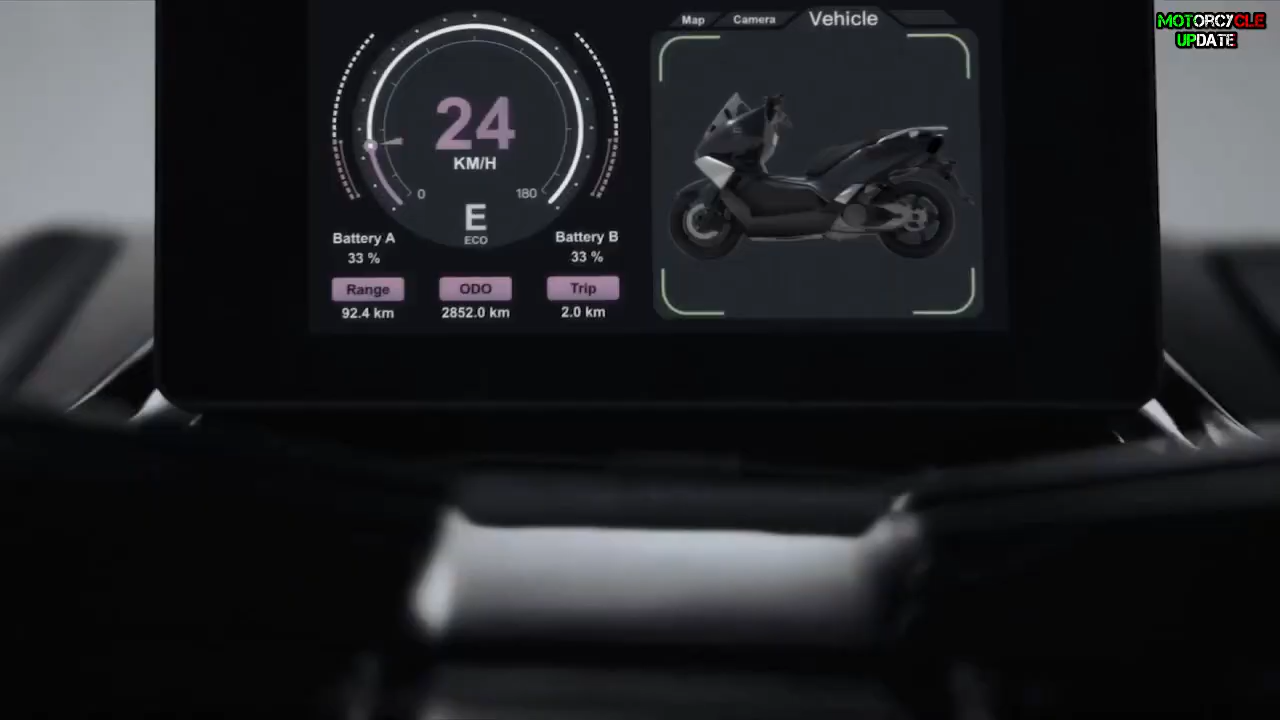 MOTORCYCLE
UPDATE
Map Camera Vehicle
24
KM/H
0 180
E
ECO
Battery A
33 %
Battery B
33 %
Range ODO Trip
92.4 km 2852.0 km 2.0 km